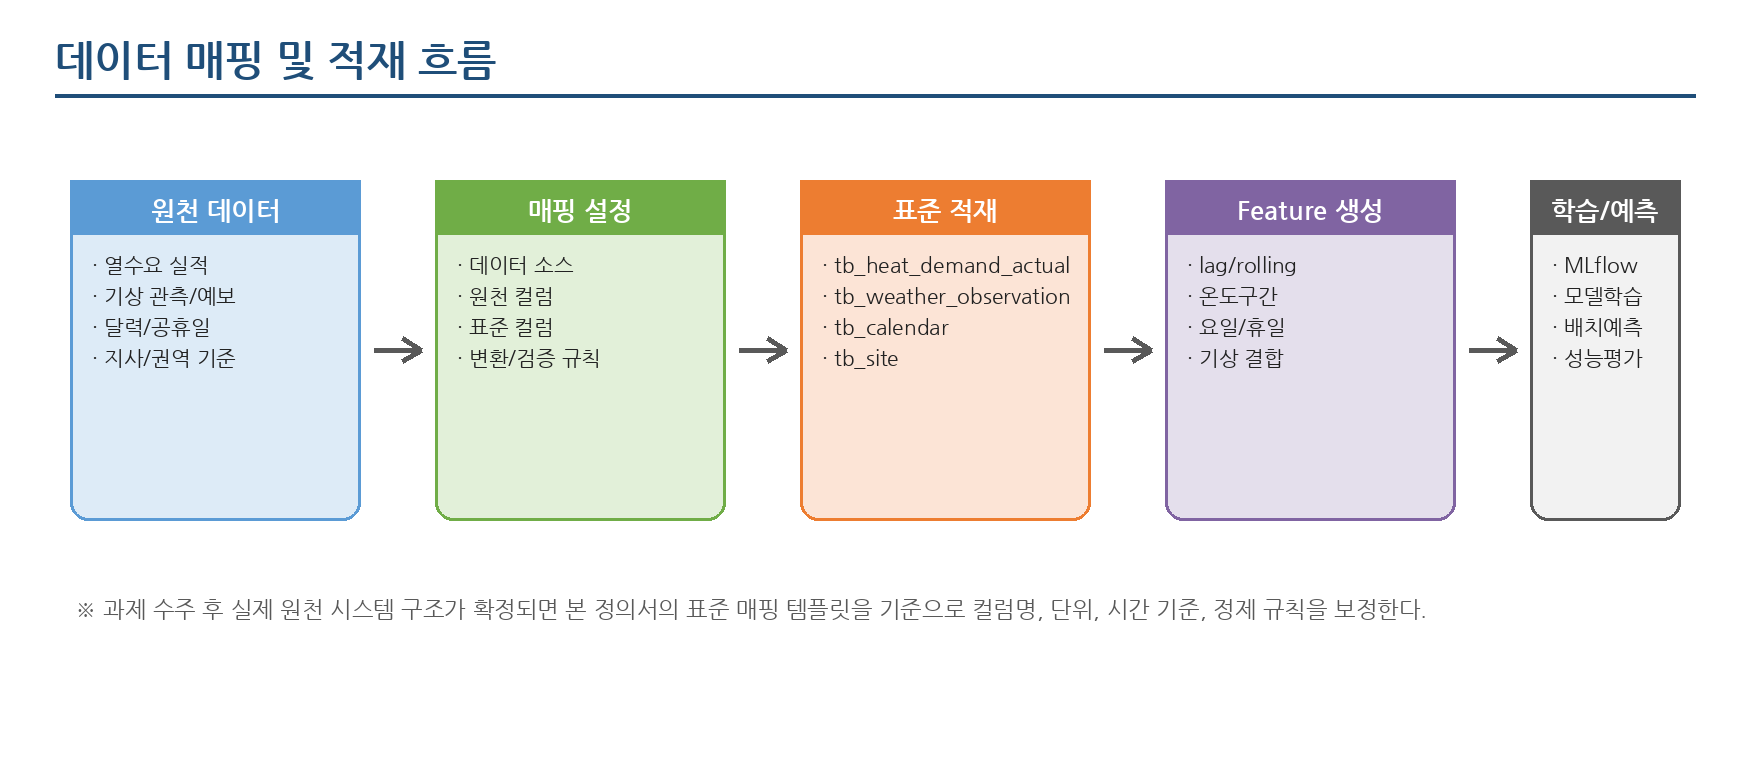 데이터 매핑 및 적재 흐름
원천 데이터
· 열수요 실적
· 기상 관측/예보
· 달력/공휴일
· 지사/권역 기준
매핑 설정
· 데이터 소스
· 원천 컬럼
· 표준 컬럼
· 변환/검증 규칙
표준 적재
· tb_heat_demand_actual
· tb_weather_observation
· tb_calendar
· tb_site
Feature 생성
· lag/rolling
· 온도구간
· 요일/휴일
· 기상 결합
학습/예측
· MLflow
· 모델학습
· 배치예측
· 성능평가
※ 과제 수주 후 실제 원천 시스템 구조가 확정되면 본 정의서의 표준 매핑 템플릿을 기준으로 컬럼명, 단위, 시간 기준, 정제 규칙을 보정한다.